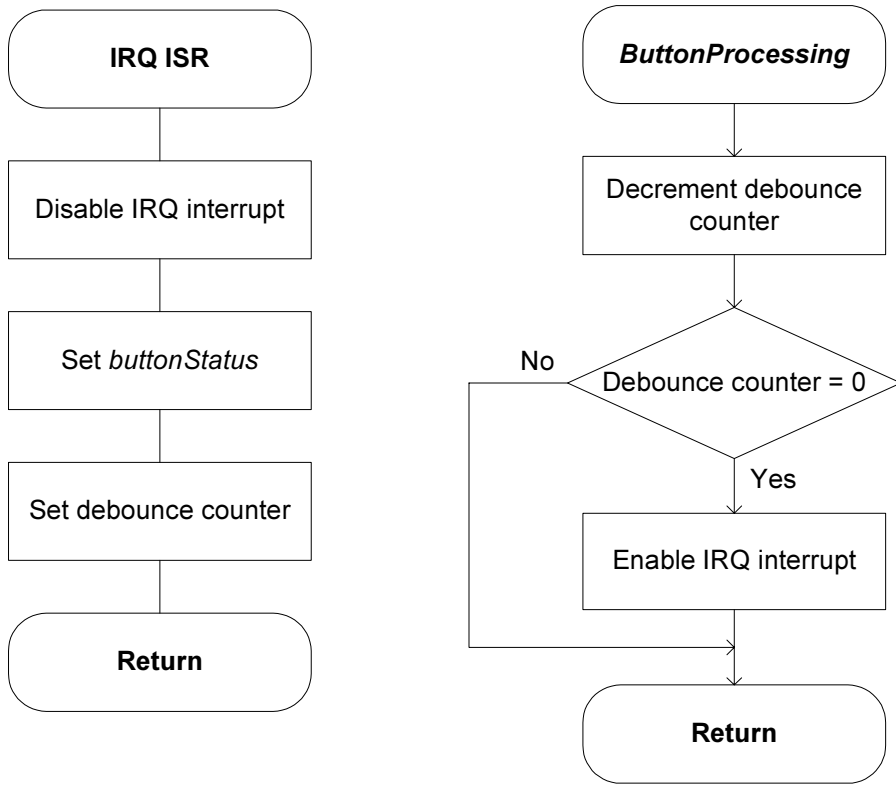 IRQ ISR
Disable IRQ interrupt
Set buttonStatus
Set debounce counter
Return
ButtonProcessing
Decrement debounce
counter
Debounce counter = 0
No
Yes
Enable IRQ interrupt
Return